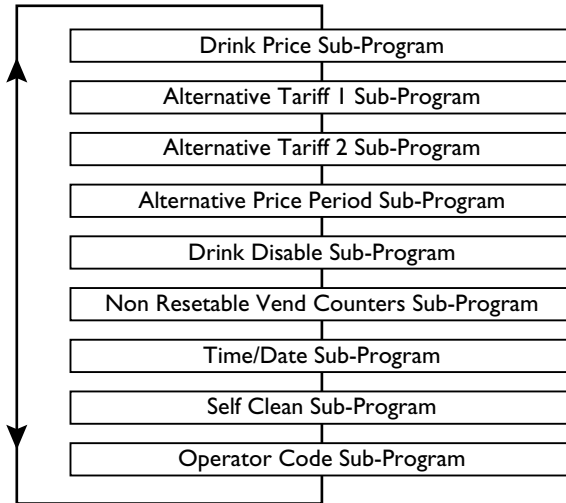 Drink Price Sub-Program
Alternative Tariff 1 Sub-Program
Alternative Tariff 2 Sub-Program
Alternative Price Period Sub-Program
Drink Disable Sub-Program
Non Resetable Vend Counters Sub-Program
Time/Date Sub-Program
Self Clean Sub-Program
Operator Code Sub-Program